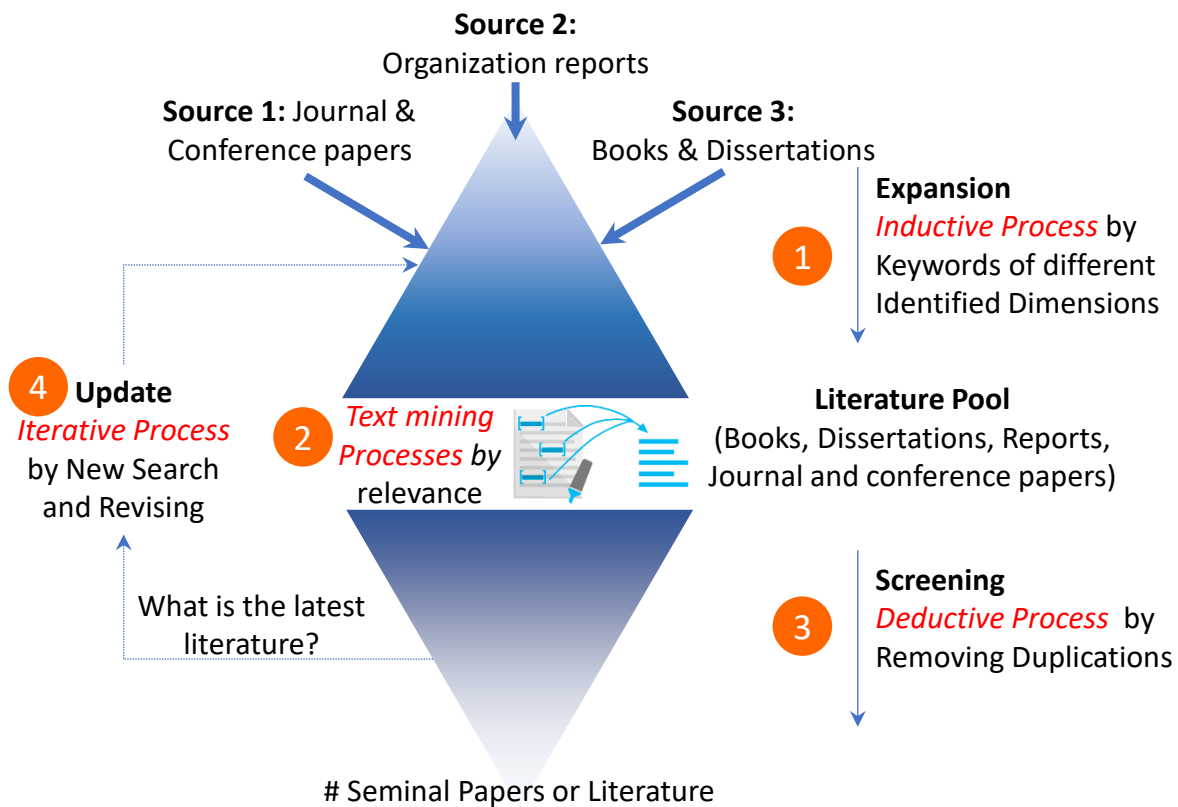 Source 2:
Organization reports
Source 1: Journal &
Conference papers
Source 3:
Books & Dissertations
1
Expansion
Inductive Process by
Keywords of different
Identified Dimensions
4
Update
Iterative Process
by New Search
and Revising
2
Text mining
Processes by
relevance
Literature Pool
(Books, Dissertations, Reports,
Journal and conference papers)
What is the latest
literature?
3
Screening
Deductive Process by
Removing Duplications
# Seminal Papers or Literature